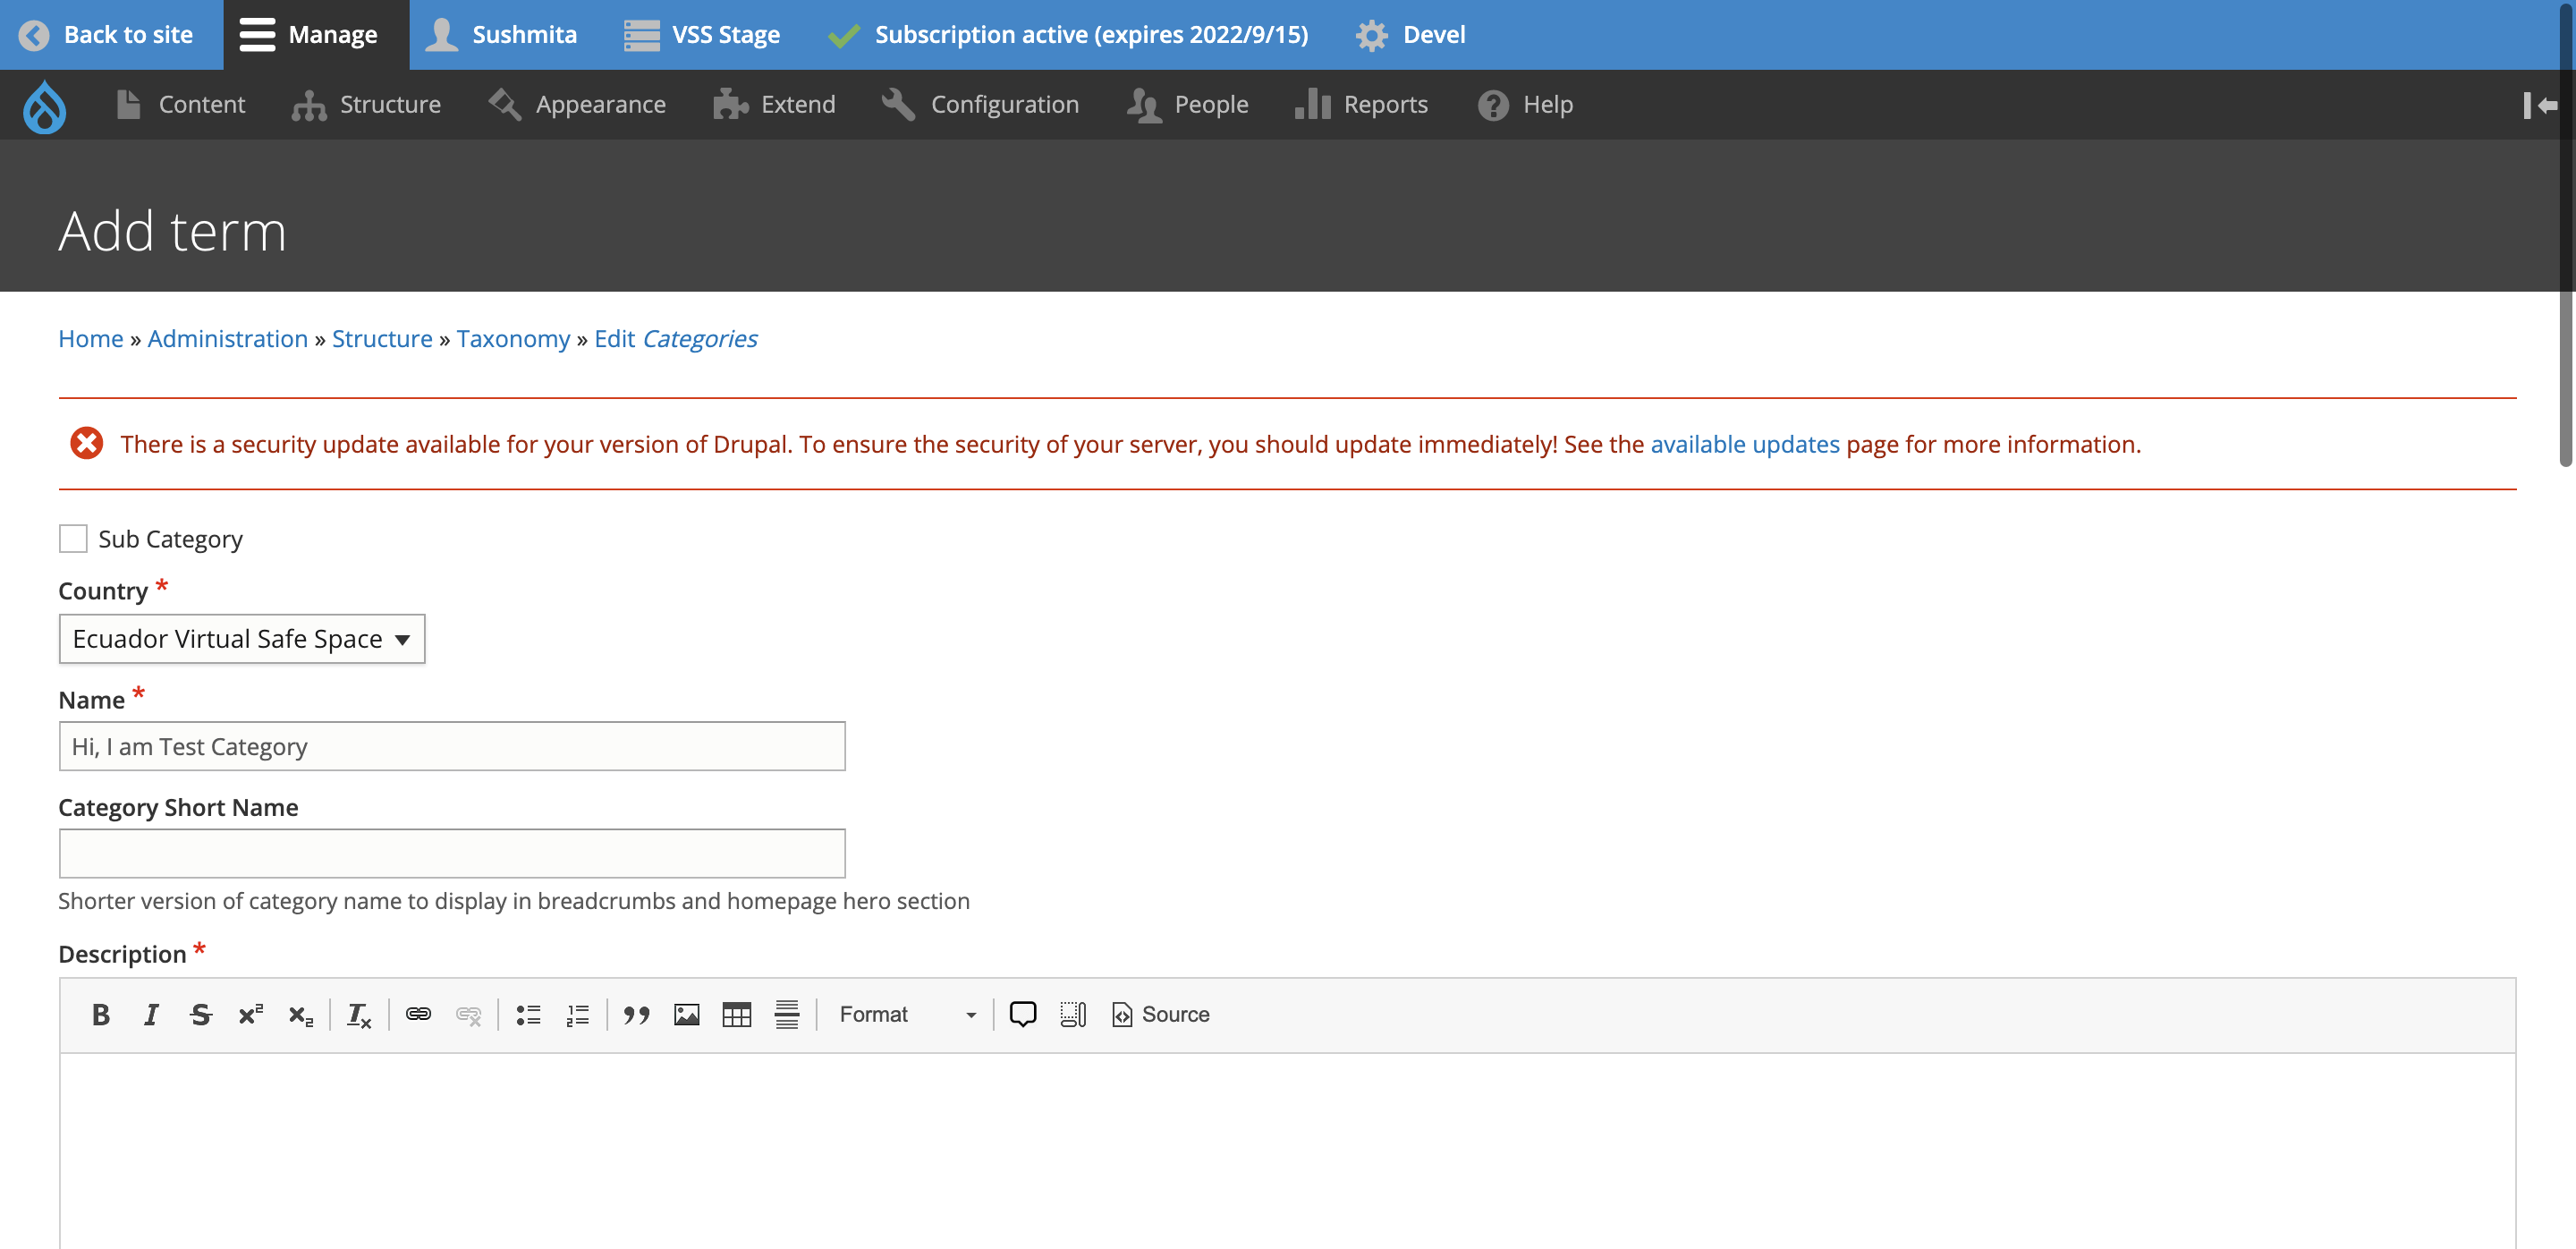 Back to site Manage Sushmita VSS Stage Subscription active (expires 2022/9/15) Devel
Content Structure Appearance Extend Configuration People Reports Help
Add term
Home » Administration » Structure » Taxonomy » Edit Categories
There is a security update available for your version of Drupal. To ensure the security of your server, you should update immediately! See the available updates page for more information.
Sub Category
Country *
Ecuador Virtual Safe Space
Name *
Hi, I am Test Category
Category Short Name
Shorter version of category name to display in breadcrumbs and homepage hero section
Description *
Format Source